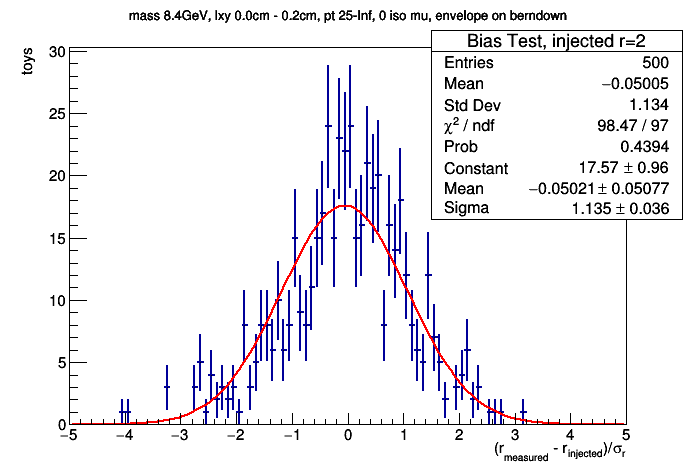 mass 8.4GeV, lxy 0.0cm - 0.2cm, pt 25-Inf, 0 iso mu, envelope on berndown
Bias Test, injected r=2
Entries 500
Mean −0.05005
Std Dev 1.134
χ² / ndf 98.47 / 97
Prob 0.4394
Constant 17.57 ± 0.96
Mean −0.05021 ± 0.05077
Sigma 1.135 ± 0.036
toys
30
25
20
15
10
5
0
−5 −4 −3 −2 −1 0 1 2 3 4 5
(r_measured - r_injected)/σ_r